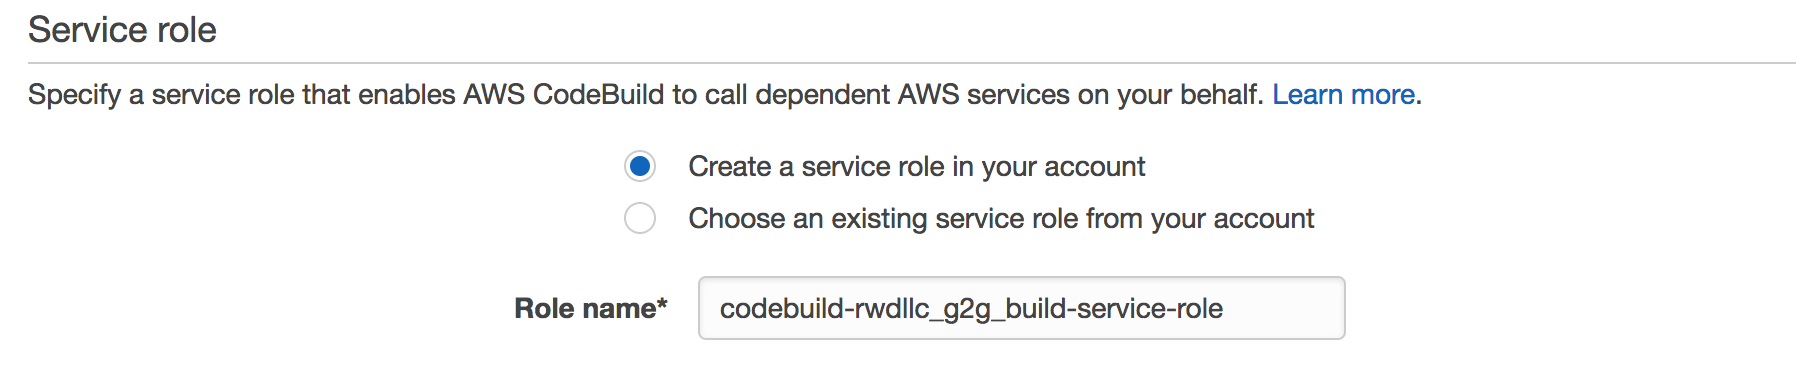 Service role
Specify a service role that enables AWS CodeBuild to call dependent AWS services on your behalf. Learn more.
Create a service role in your account
Choose an existing service role from your account
Role name* codebuild-rwdllc_g2g_build-service-role